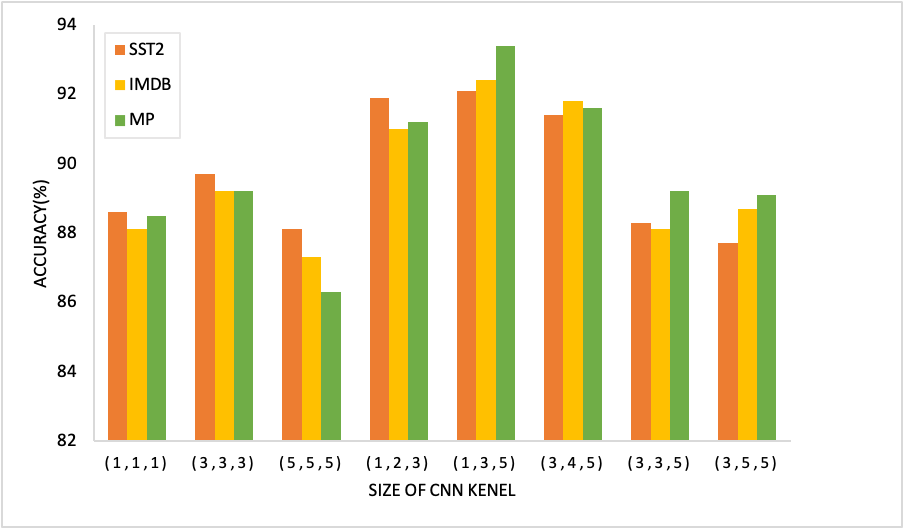 94
92
90
88
86
84
82
ACCURACY(%)
SST2
IMDB
MP
(1,1,1) (3,3,3) (5,5,5) (1,2,3) (1,3,5) (3,4,5) (3,3,5) (3,5,5)
SIZE OF CNN KENEL